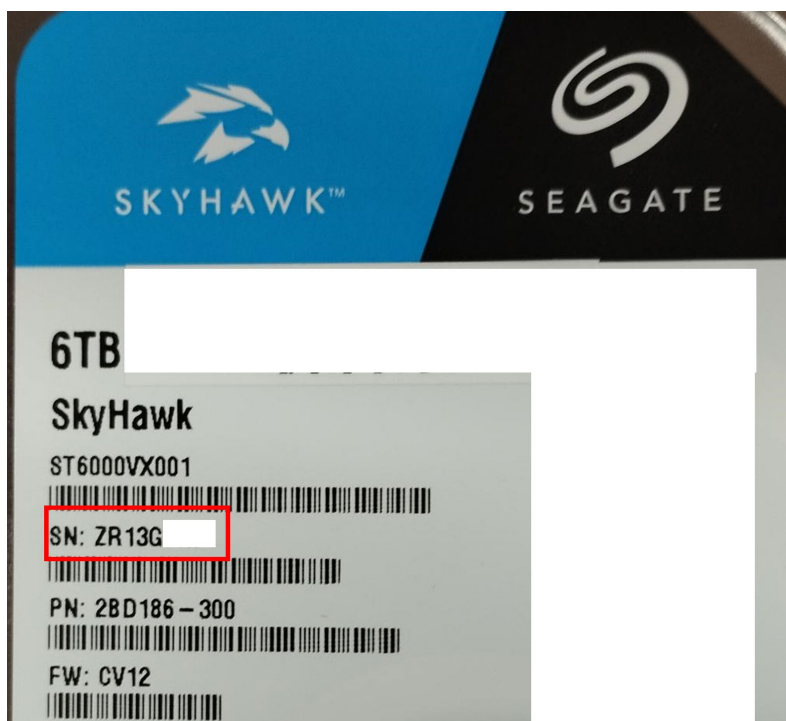 SKYHAWK™
SEAGATE
6TB
SkyHawk
ST6000VX001
SN: ZR13G
PN: 2BD186-300
FW: CV12